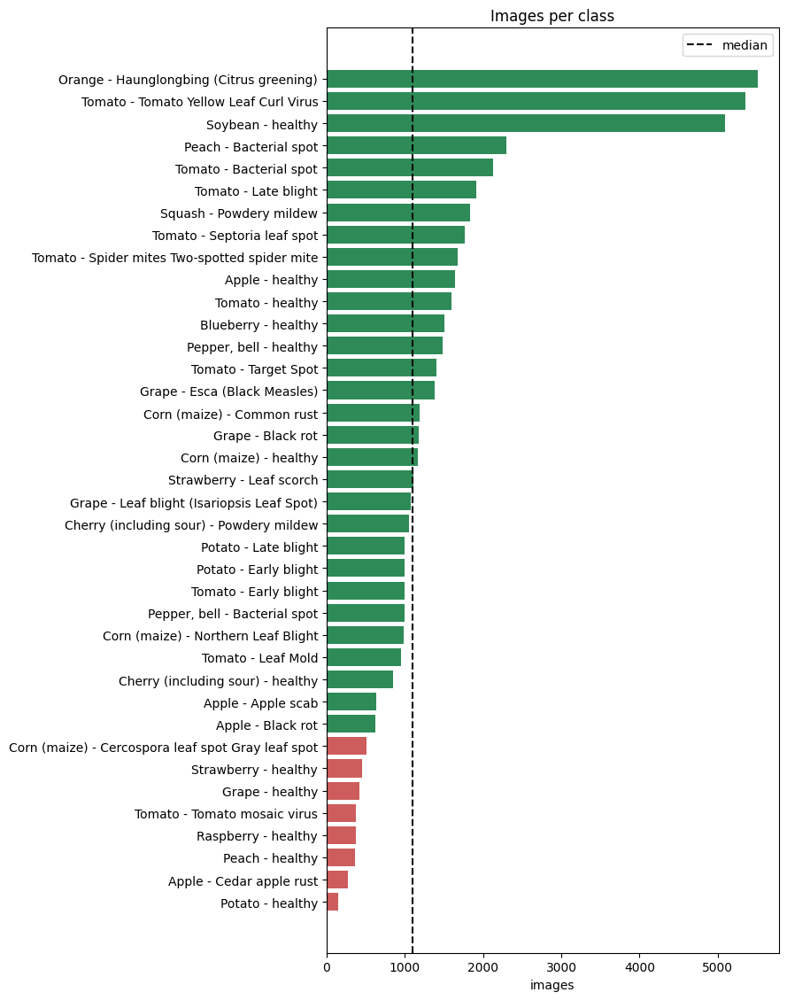 Images per class
median
Orange - Haunglongbing (Citrus greening)
Tomato - Tomato Yellow Leaf Curl Virus
Soybean - healthy
Peach - Bacterial spot
Tomato - Bacterial spot
Tomato - Late blight
Squash - Powdery mildew
Tomato - Septoria leaf spot
Tomato - Spider mites Two-spotted spider mite
Apple - healthy
Tomato - healthy
Blueberry - healthy
Pepper, bell - healthy
Tomato - Target Spot
Grape - Esca (Black Measles)
Corn (maize) - Common rust
Grape - Black rot
Corn (maize) - healthy
Strawberry - Leaf scorch
Grape - Leaf blight (Isariopsis Leaf Spot)
Cherry (including sour) - Powdery mildew
Potato - Late blight
Potato - Early blight
Tomato - Early blight
Pepper, bell - Bacterial spot
Corn (maize) - Northern Leaf Blight
Tomato - Leaf Mold
Cherry (including sour) - healthy
Apple - Apple scab
Apple - Black rot
Corn (maize) - Cercospora leaf spot Gray leaf spot
Strawberry - healthy
Grape - healthy
Tomato - Tomato mosaic virus
Raspberry - healthy
Peach - healthy
Apple - Cedar apple rust
Potato - healthy
0 1000 2000 3000 4000 5000
images